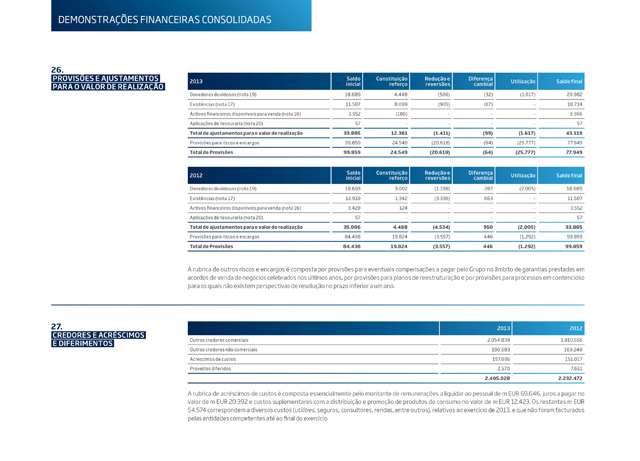 DEMONSTRAÇÕES FINANCEIRAS CONSOLIDADAS
26.
PROVISÕES E AJUSTAMENTOS
PARA O VALOR DE REALIZAÇÃO
2013 Saldo inicial Constituição reforço Redução e reversões Diferença cambial Utilização Saldo final
Devedores duvidosos (nota 19) 18.689 4.448 (506) (32) (1.617) 20.982
Existências (nota 17) 11.587 8.099 (905) (67) - 18.714
Activos financeiros disponíveis para venda (nota 16) 3.552 (186) - - - 3.366
Aplicações de tesouraria (nota 20) 57 - - - - 57
Total de ajustamentos para o valor de realização 33.885 12.361 (1.411) (99) (1.617) 43.119
Provisões para riscos e encargos 99.859 24.549 (20.618) (64) (25.777) 77.949
Total de Provisões 99.859 24.549 (20.618) (64) (25.777) 77.949
2012 Saldo inicial Constituição reforço Redução e reversões Diferença cambial Utilização Saldo final
Devedores duvidosos (nota 19) 18.603 3.002 (1.198) 287 (2.005) 18.689
Existências (nota 17) 12.918 1.342 (3.336) 663 - 11.587
Activos financeiros disponíveis para venda (nota 16) 3.428 124 - - - 3.552
Aplicações de tesouraria (nota 20) 57 - - - - 57
Total de ajustamentos para o valor de realização 35.006 4.468 (4.534) 950 (2.005) 33.885
Provisões para riscos e encargos 84.438 19.824 (3.557) 446 (1.292) 99.859
Total de Provisões 84.438 19.824 (3.557) 446 (1.292) 99.859
A rubrica de outros riscos e encargos é composta por provisões para eventuais compensações a pagar pelo Grupo no âmbito de garantias prestadas em
acordos de venda de negócios celebrados nos últimos anos, por provisões para planos de reestruturação e por provisões para processos em contencioso
para os quais não existem perspectivas de resolução no prazo inferior a um ano.
27.
CREDORES E ACRÉSCIMOS
E DIFERIMENTOS
2013 2012
Outros credores comerciais 2.054.839 1.910.556
Outros credores não comerciais 190.583 163.248
Acréscimos de custos 157.036 151.017
Proveitos diferidos 2.570 7.651
2.405.028 2.232.472
A rubrica de acréscimos de custos é composta essencialmente pelo montante de remunerações a liquidar ao pessoal de m EUR 69.646, juros a pagar no
valor de m EUR 20.392 e custos suplementares com a distribuição e promoção de produtos de consumo no valor de m EUR 12.423. Os restantes m EUR
54.574 correspondem a diversos custos (utilities, seguros, consultores, rendas, entre outros), relativos ao exercício de 2013, e que não foram facturados
pelas entidades competentes até ao final do exercício.